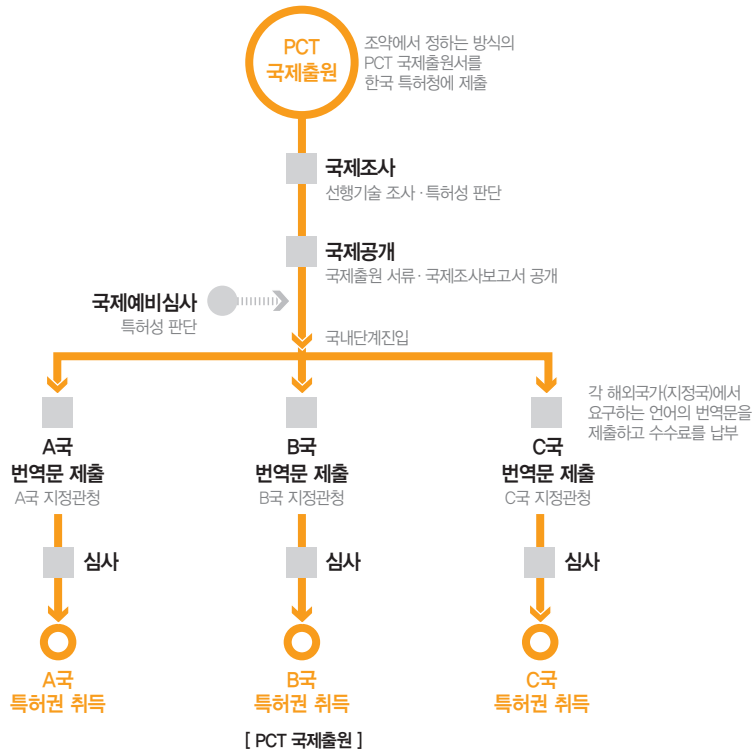 PCT
국제출원
조약에서 정하는 방식의
PCT 국제출원서를
한국 특허청에 제출
국제조사
선행기술 조사 · 특허성 판단
국제공개
국제출원 서류 · 국제조사보고서 공개
국제예비심사
특허성 판단
국내단계진입
각 해외국가(지정국)에서
요구하는 언어의 번역문을
제출하고 수수료를 납부
A국
번역문 제출
A국 지정관청
B국
번역문 제출
B국 지정관청
C국
번역문 제출
C국 지정관청
심사
심사
심사
A국
특허권 취득
B국
특허권 취득
C국
특허권 취득
[ PCT 국제출원 ]